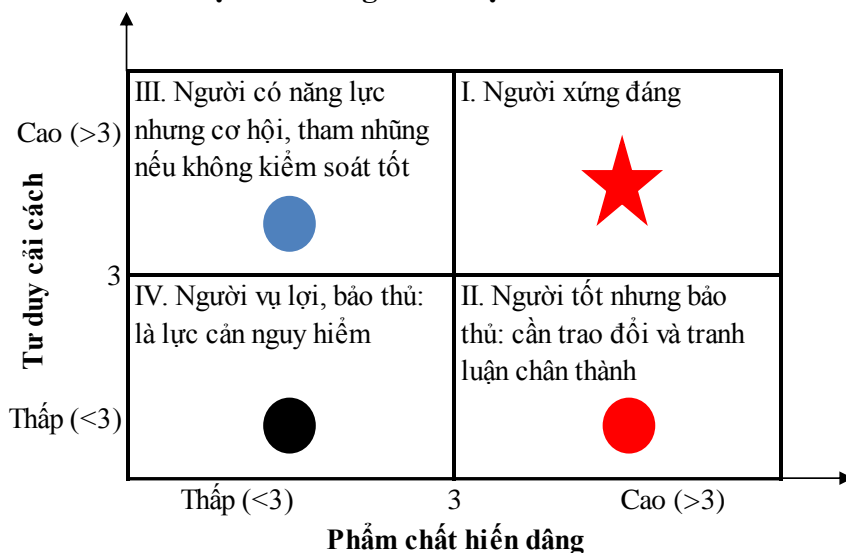 III. Người có năng lực
nhưng cơ hội, tham nhũng
nếu không kiểm soát tốt
I. Người xứng đáng
Cao (>3)
Tư duy cải cách
3
IV. Người vụ lợi, bảo thủ:
là lực cản nguy hiểm
II. Người tốt nhưng bảo
thủ: cần trao đổi và tranh
luận chân thành
Thấp (<3)
Thấp (<3)
3
Cao (>3)
Phẩm chất hiến dâng